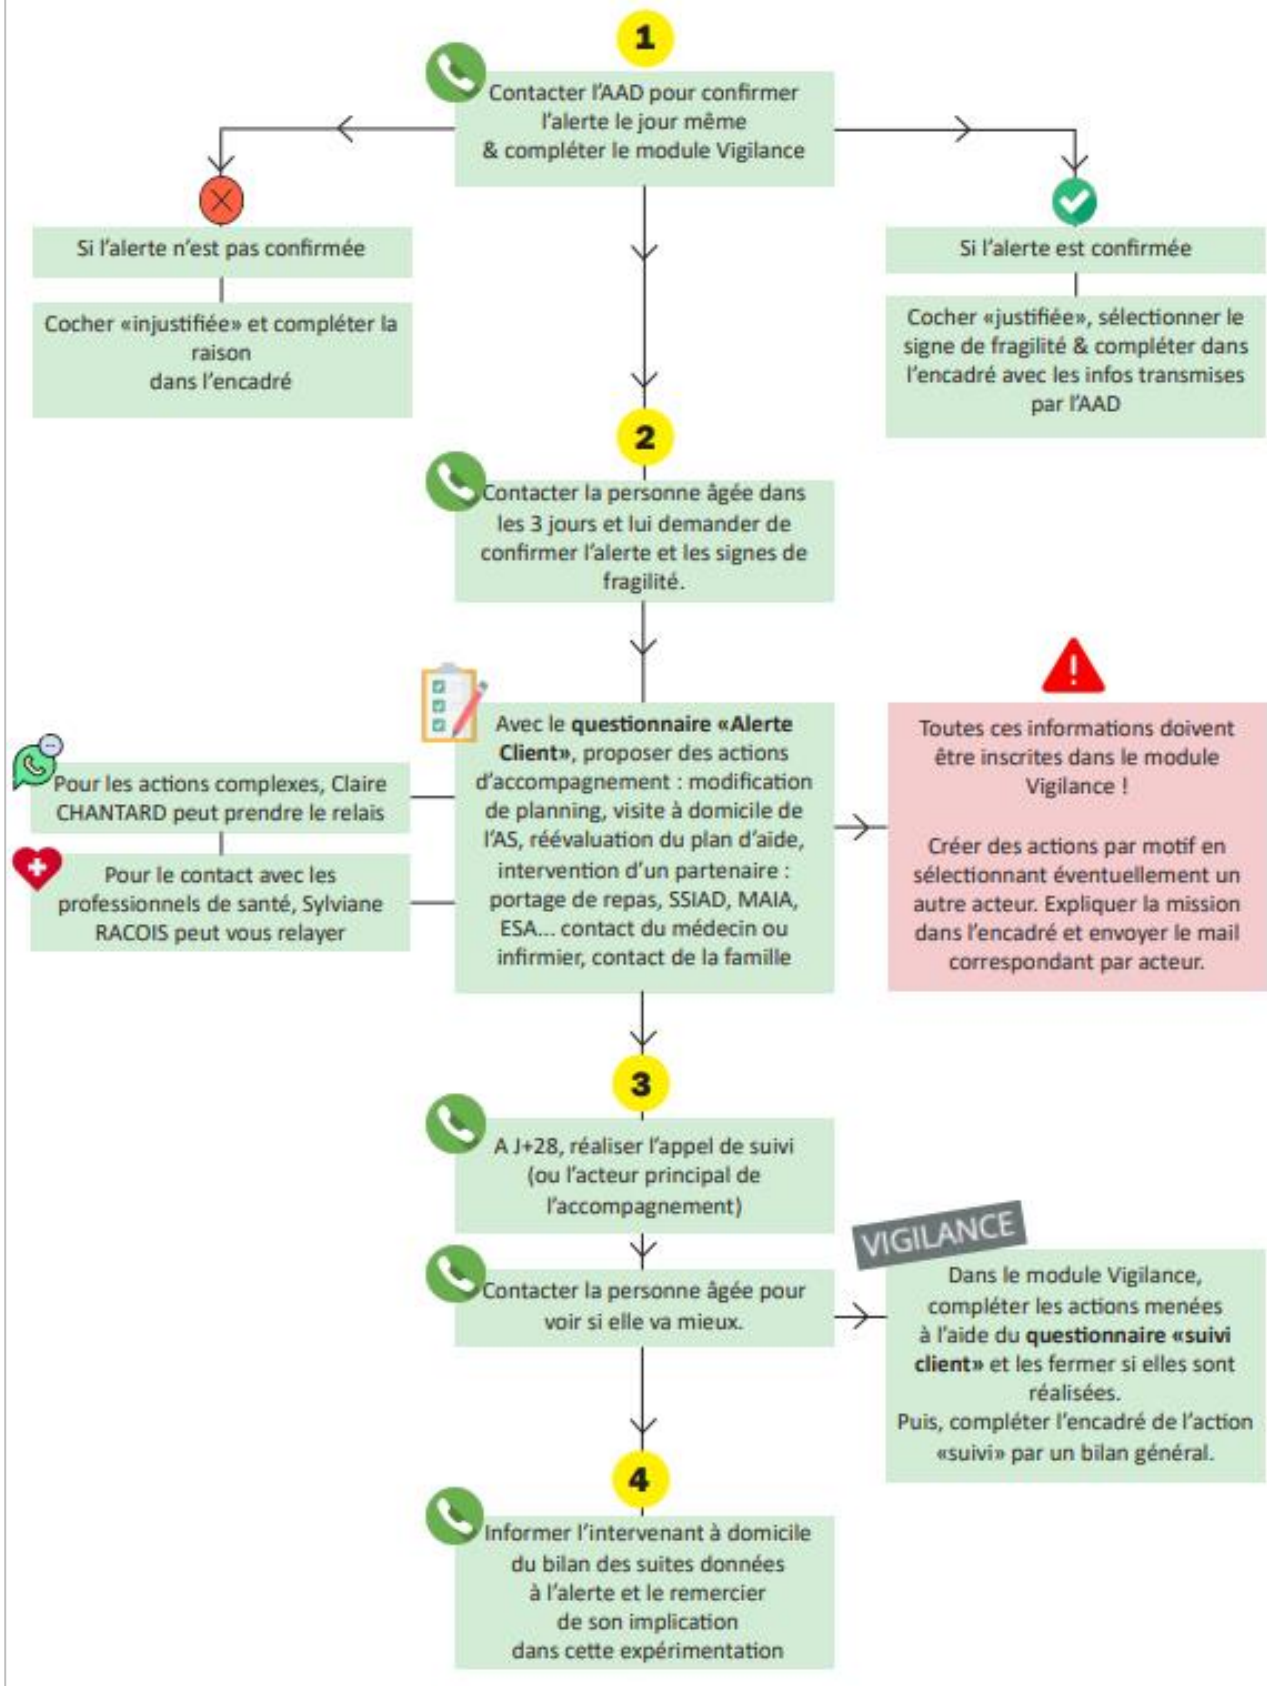 1
Contacter l'AAD pour confirmer
l'alerte le jour même
& compléter le module Vigilance
Si l'alerte n'est pas confirmée
Cocher «injustifiée» et compléter la
raison
dans l'encadré
Si l'alerte est confirmée
Cocher «justifiée», sélectionner le
signe de fragilité & compléter dans
l'encadré avec les infos transmises
par l'AAD
2
Contacter la personne âgée dans
les 3 jours et lui demander de
confirmer l'alerte et les signes de
fragilité.
Avec le questionnaire «Alerte
Client», proposer des actions
d'accompagnement : modification
de planning, visite à domicile de
l'AS, réévaluation du plan d'aide,
intervention d'un partenaire :
portage de repas, SSIAD, MAIA,
ESA... contact du médecin ou
infirmier, contact de la famille
Pour les actions complexes, Claire
CHANTARD peut prendre le relais
Pour le contact avec les
professionnels de santé, Sylviane
RACOIS peut vous relayer
Toutes ces informations doivent
être inscrites dans le module
Vigilance !
Créer des actions par motif en
sélectionnant éventuellement un
autre acteur. Expliquer la mission
dans l'encadré et envoyer le mail
correspondant par acteur.
3
A J+28, réaliser l'appel de suivi
(ou l'acteur principal de
l'accompagnement)
Contacter la personne âgée pour
voir si elle va mieux.
VIGILANCE
Dans le module Vigilance,
compléter les actions menées
à l'aide du questionnaire «suivi
client» et les fermer si elles sont
réalisées.
Puis, compléter l'encadré de l'action
«suivi» par un bilan général.
4
Informer l'intervenant à domicile
du bilan des suites données
à l'alerte et le remercier
de son implication
dans cette expérimentation